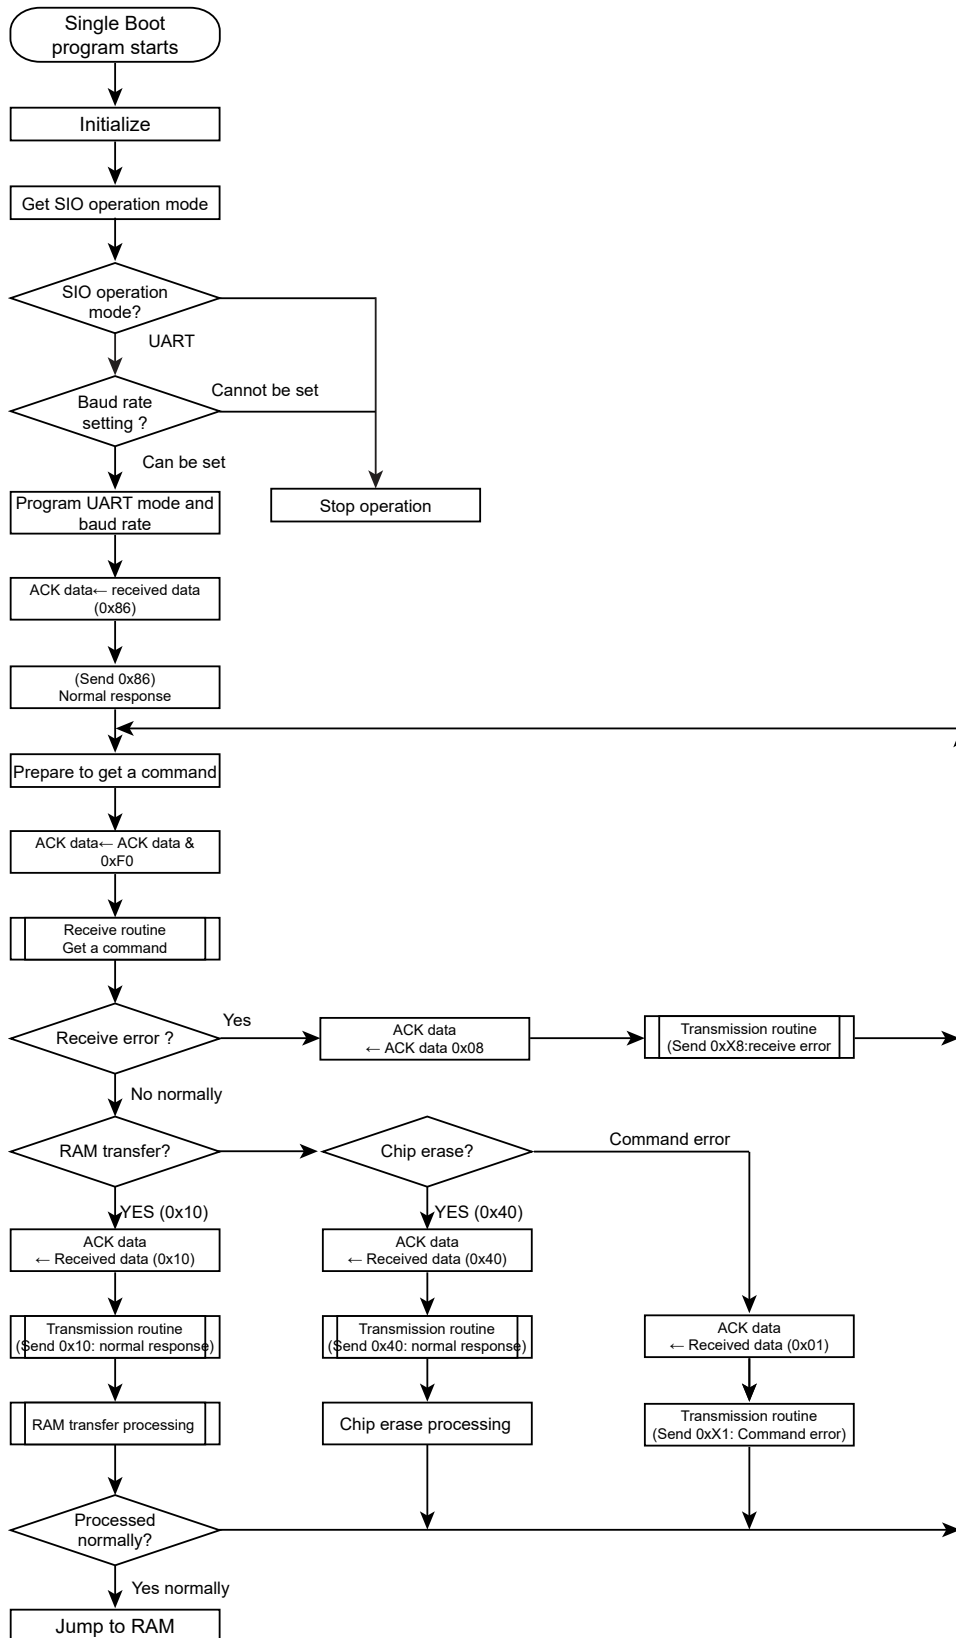 Single Boot
program starts
Initialize
Get SIO operation mode
SIO operation
mode?
UART
Baud rate
setting ?
Cannot be set
Can be set
Program UART mode and
baud rate
Stop operation
ACK data← received data
(0x86)
(Send 0x86)
Normal response
Prepare to get a command
ACK data← ACK data &
0xF0
Receive routine
Get a command
Receive error ?
Yes
ACK data
← ACK data 0x08
Transmission routine
(Send 0xX8:receive error
No normally
RAM transfer?
Chip erase?
Command error
YES (0x10)
YES (0x40)
ACK data
← Received data (0x10)
ACK data
← Received data (0x40)
Transmission routine
(Send 0x10: normal response)
Transmission routine
(Send 0x40: normal response)
ACK data
← Received data (0x01)
RAM transfer processing
Chip erase processing
Transmission routine
(Send 0xX1: Command error)
Processed
normally?
Yes normally
Jump to RAM